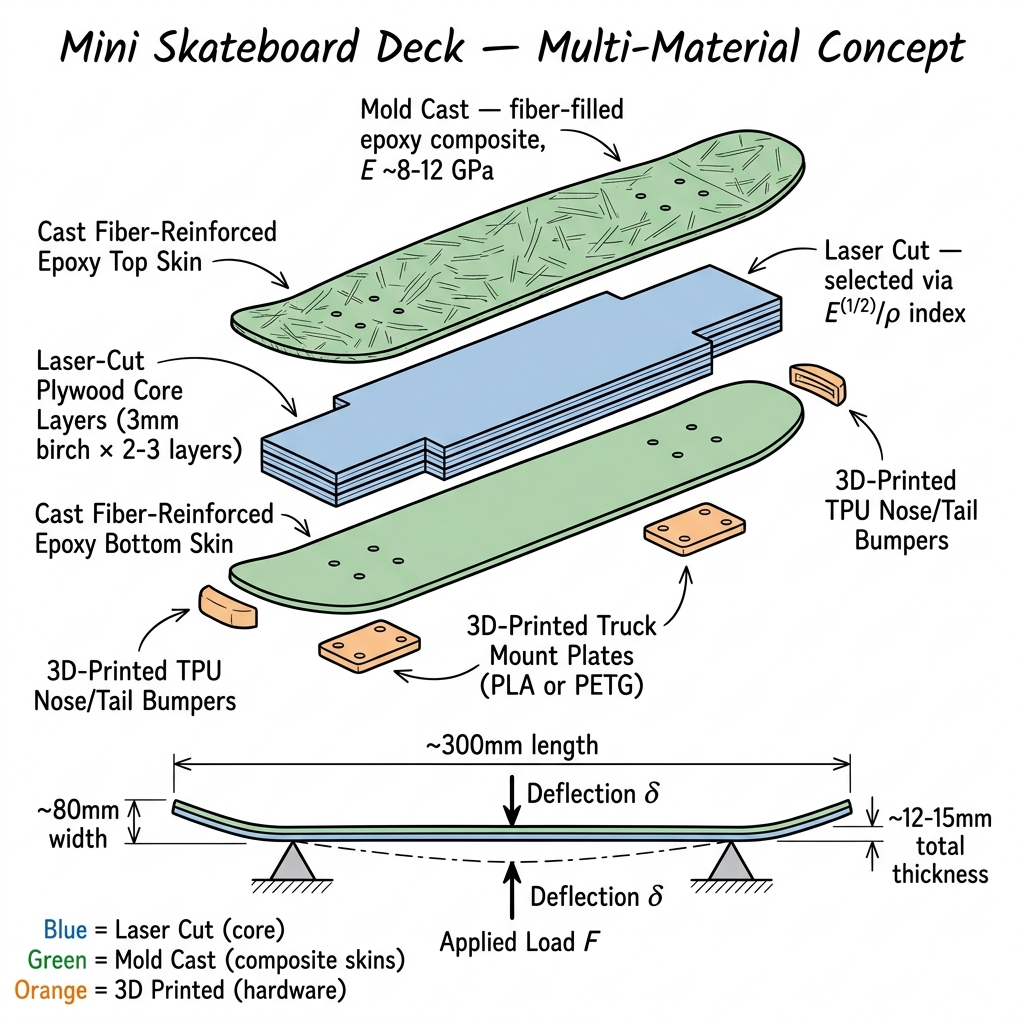 Mini Skateboard Deck — Multi-Material Concept
Mold Cast — fiber-filled
epoxy composite,
E ~8-12 GPa
Cast Fiber-Reinforced
Epoxy Top Skin
Laser Cut —
selected via
E^(1/2)/ρ index
Laser-Cut
Plywood Core
Layers (3mm
birch × 2-3 layers)
Cast Fiber-Reinforced
Epoxy Bottom Skin
3D-Printed
TPU Nose/Tail
Bumpers
3D-Printed TPU
Nose/Tail Bumpers
3D-Printed Truck
Mount Plates
(PLA or PETG)
~300mm length
Deflection δ
~80mm
width
~12-15mm
total
thickness
Deflection δ
Applied Load F
Blue = Laser Cut (core)
Green = Mold Cast (composite skins)
Orange = 3D Printed (hardware)